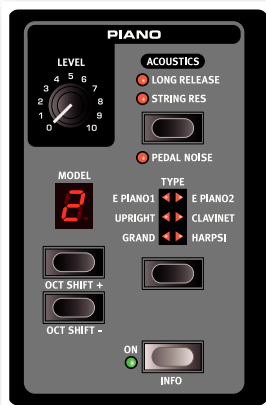 PIANO
LEVEL
0 1 2 3 4 5 6 7 8 9 10
ACOUSTICS
LONG RELEASE
STRING RES
PEDAL NOISE
MODEL
2
TYPE
E PIANO1 E PIANO2
UPRIGHT CLAVINET
GRAND HARPSI
OCT SHIFT +
OCT SHIFT -
ON
INFO